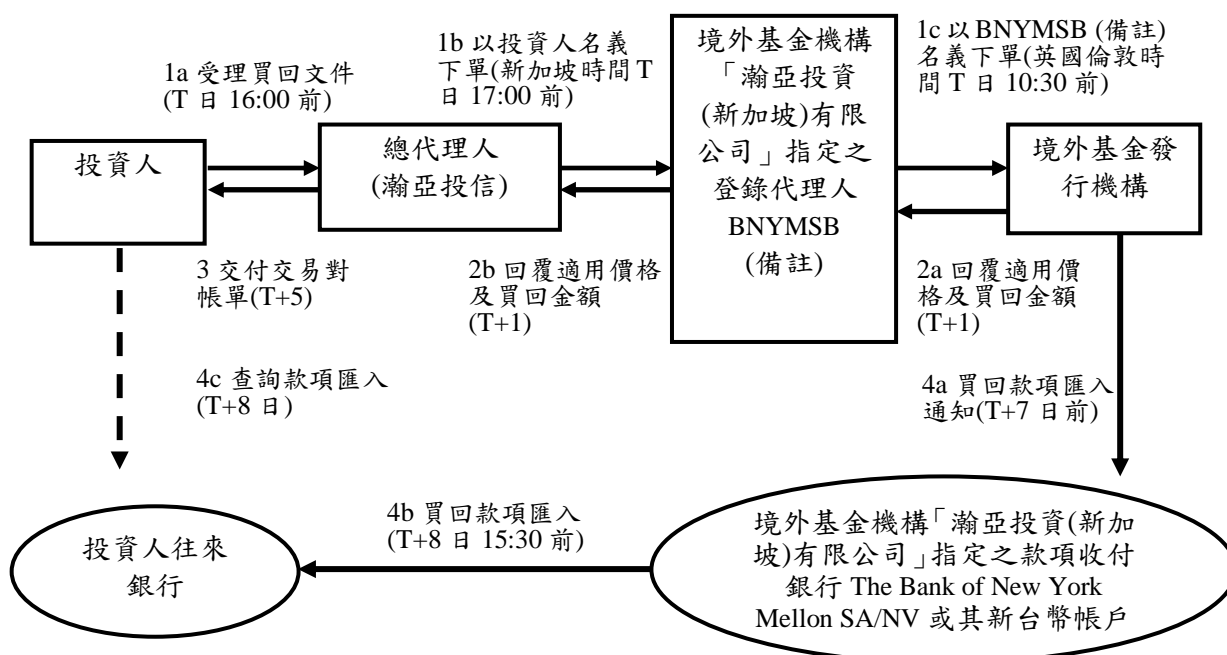 1a 受理買回文件
(T 日 16:00 前)
1b 以投資人名義
下單(新加坡時間 T
日 17:00 前)
境外基金機構
「瀚亞投資
(新加坡)有限
公司」指定之
登錄代理人
BNYMSB
(備註)
1c 以 BNYMSB (備註)
名義下單(英國倫敦時
間 T 日 10:30 前)
投資人
總代理人
(瀚亞投信)
境外基金發
行機構
3 交付交易對
帳單(T+5)
2b 回覆適用價格
及買回金額
(T+1)
2a 回覆適用價
格及買回金額
(T+1)
4c 查詢款項匯入
(T+8 日)
4a 買回款項匯入
通知(T+7 日前)
4b 買回款項匯入
(T+8 日 15:30 前)
投資人往來
銀行
境外基金機構「瀚亞投資(新加
坡)有限公司」指定之款項收付
銀行 The Bank of New York
Mellon SA/NV 或其新台幣帳戶